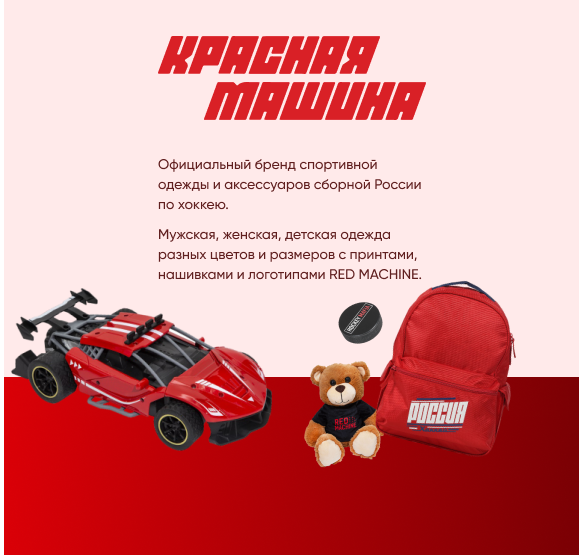 КРАСНАЯ
МАШИНА
Официальный бренд спортивной
одежды и аксессуаров сборной России
по хоккею.
Мужская, женская, детская одежда
разных цветов и размеров с принтами,
нашивками и логотипами RED MACHINE.
RED
MACHINE
РОССИЯ